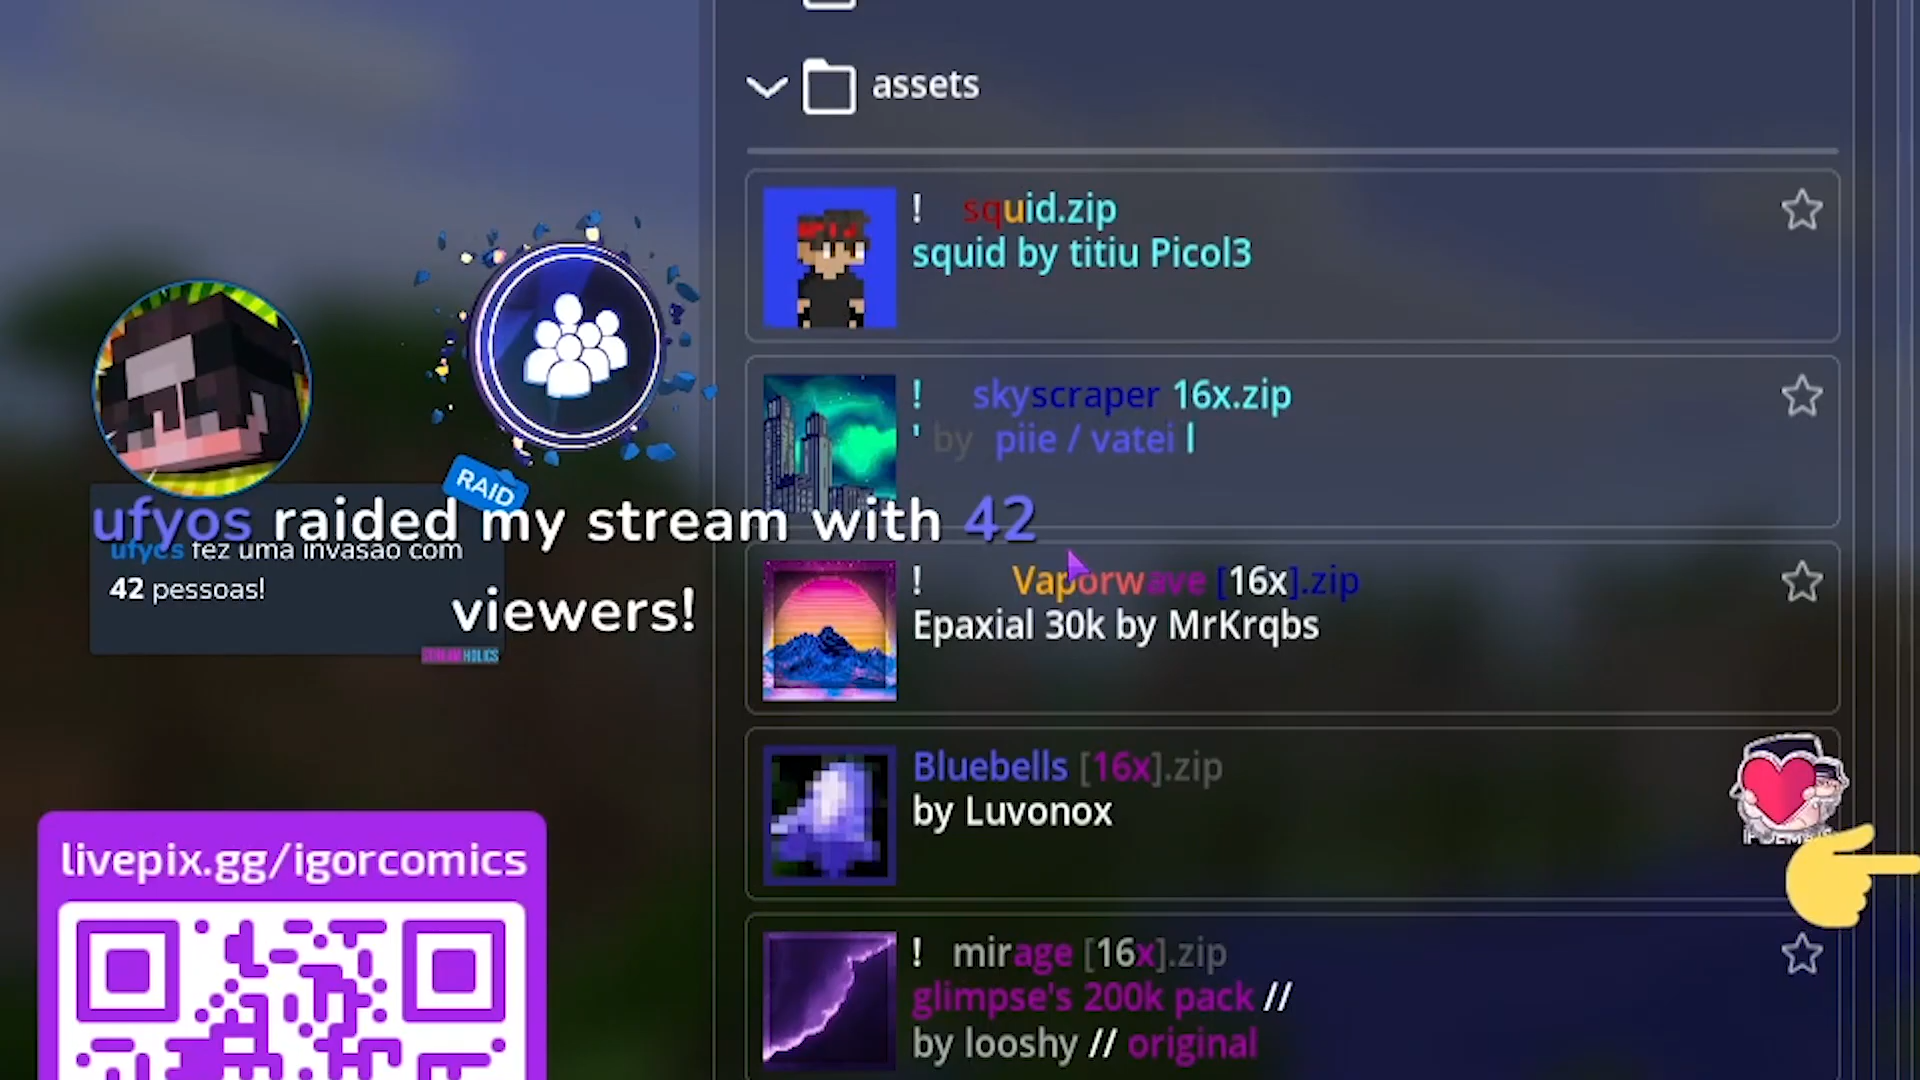 assets
! squid.zip
squid by titiu Picol3
! skyscraper 16x.zip
' by piie / vatei |
RAID
ufyos raided my stream with 42
viewers!
ufyos fez uma invasão com
42 pessoas!
STREAMHOLICS
! Vaporwave [16x].zip
Epaxial 30k by MrKrqbs
Bluebells [16x].zip
by Luvonox
livepix.gg/igorcomics
! mirage [16x].zip
glimpse's 200k pack //
by looshy // original